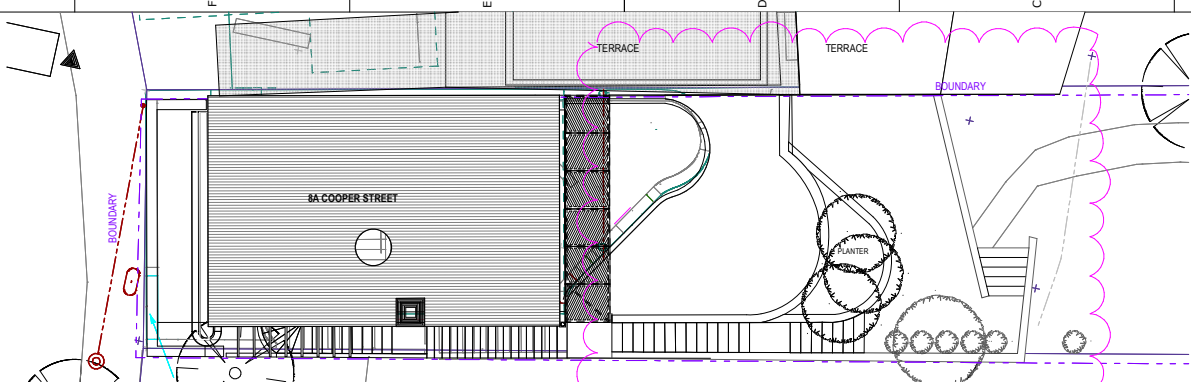 F E D C
TERRACE TERRACE
BOUNDARY
8A COOPER STREET
BOUNDARY
PLANTER